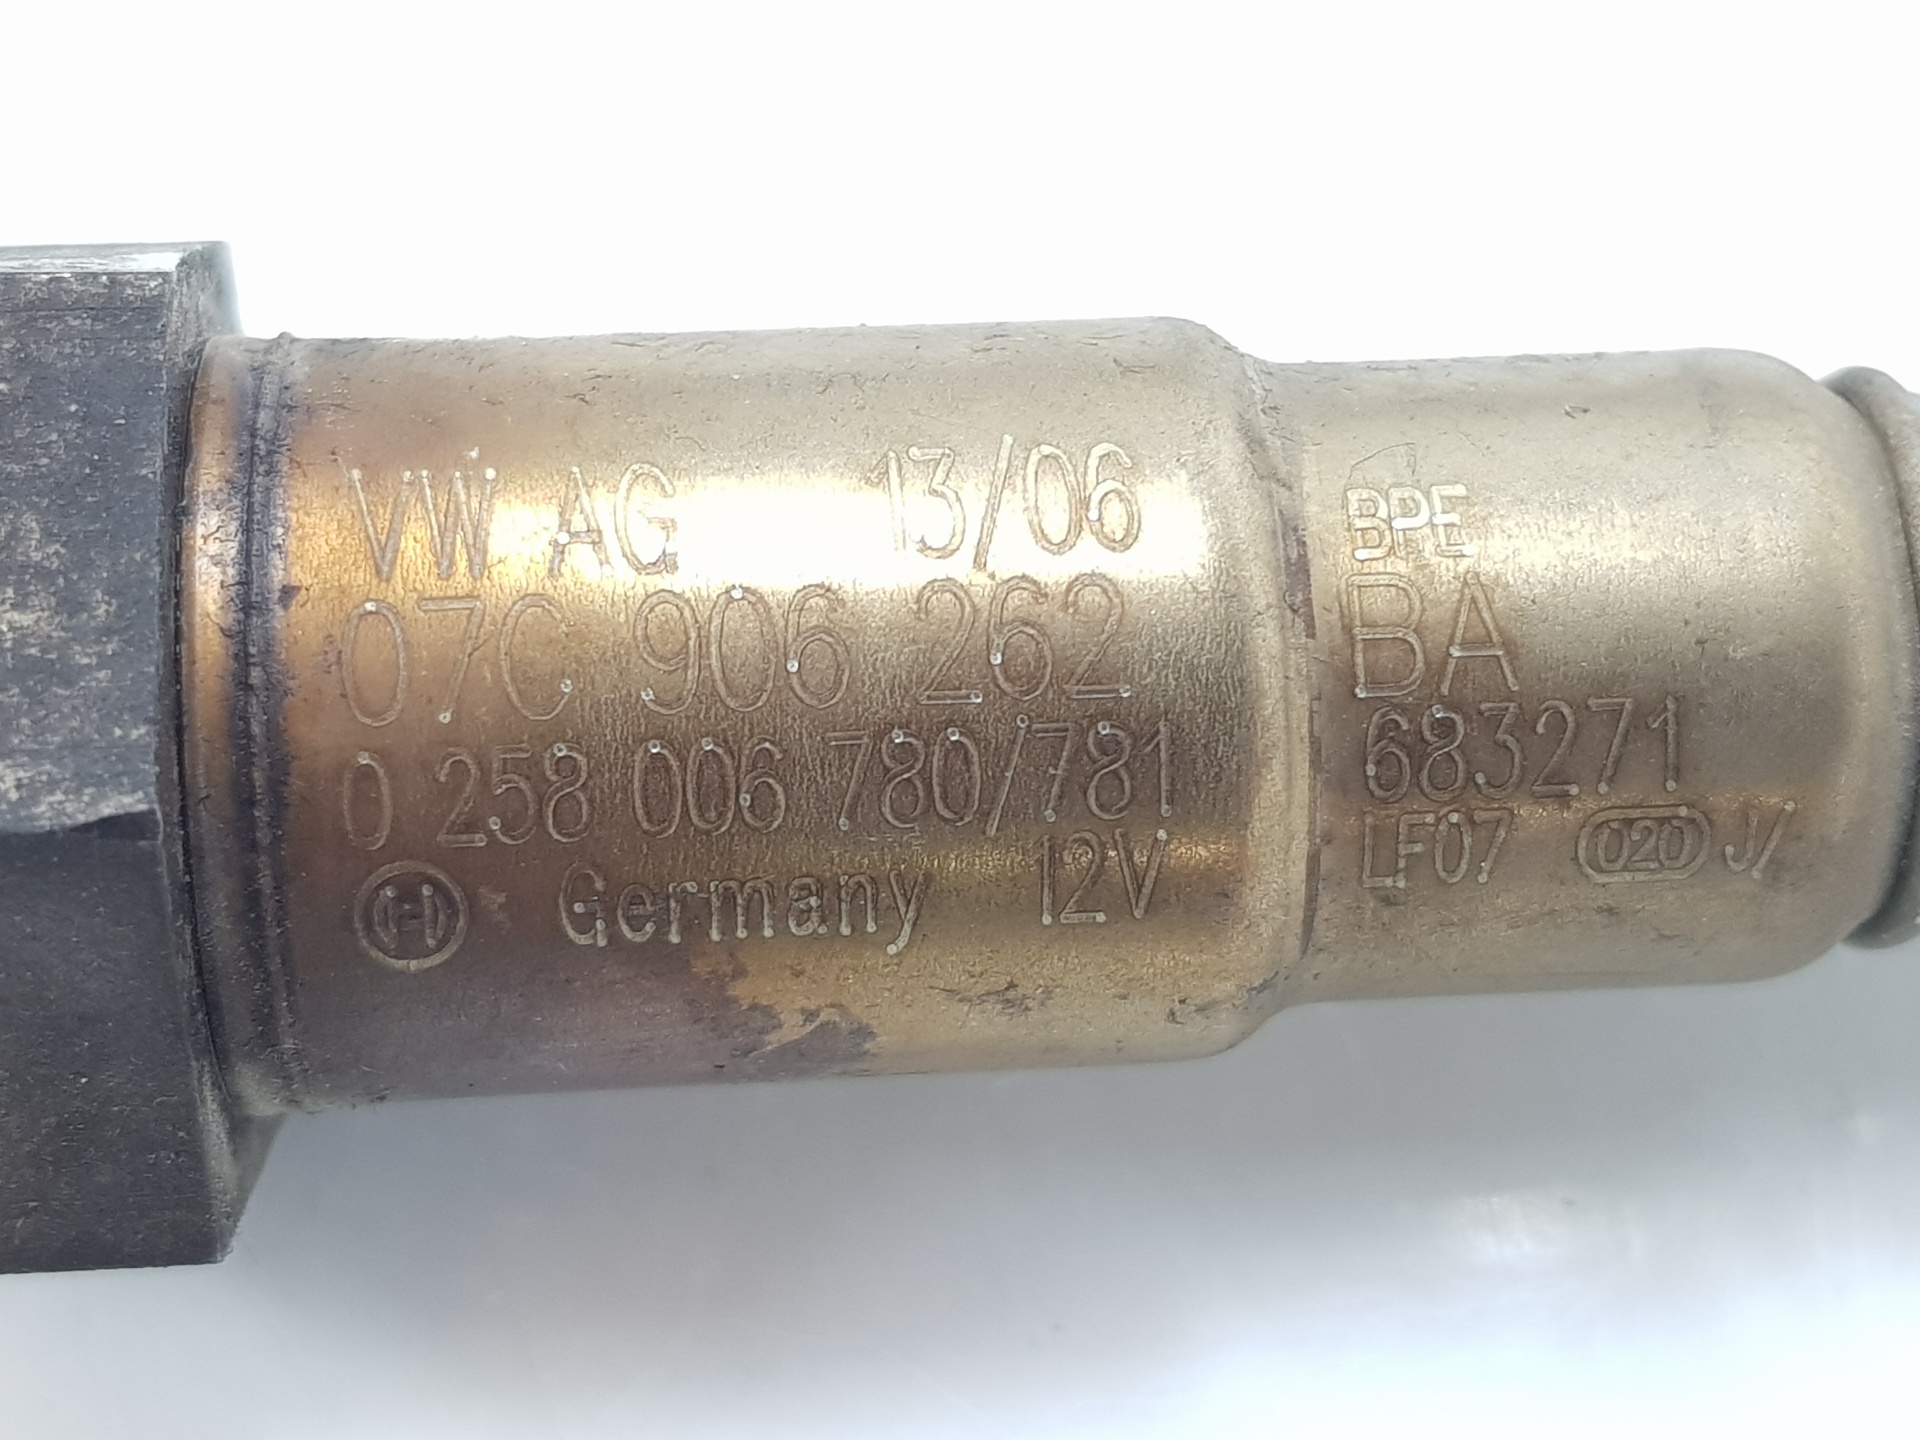 VW AG 13/06
07C 906 262
0 258 006 780/781
Germany 12V
BPE
BA
683271
LF07 020 J/